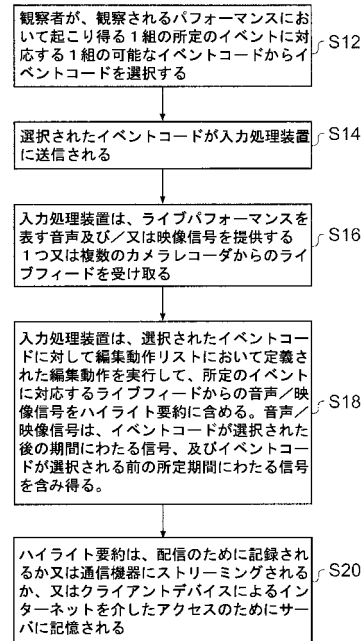 観察者が、観察されるパフォーマンスにお
いて起こり得る1組の所定のイベントに対
応する1組の可能なイベントコードからイ
ベントコードを選択する
S12
選択されたイベントコードが入力処理装置
に送信される
S14
入力処理装置は、ライブパフォーマンスを
表す音声及び/又は映像信号を提供する
1つ又は複数のカメラレコーダからのライ
ブフィードを受け取る
S16
入力処理装置は、選択されたイベントコー
ドに対して編集動作リストにおいて定義さ
れた編集動作を実行して、所定のイベント
に対応するライブフィードからの音声/映
像信号をハイライト要約に含める。音声/
映像信号は、イベントコードが選択された
後の期間にわたる信号、及びイベントコー
ドが選択される前の所定期間にわたる信号
を含み得る。
S18
ハイライト要約は、配信のために記録され
るか又は通信機器にストリーミングされる
か、又はクライアントデバイスによるイン
ターネットを介したアクセスのためにサー
バに記憶される
S20